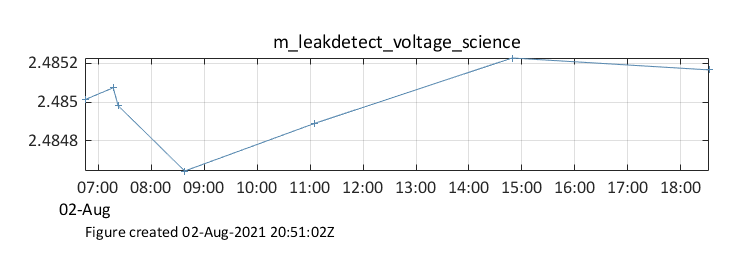 m_leakdetect_voltage_science
2.4852
2.485
2.4848
07:00 08:00 09:00 10:00 11:00 12:00 13:00 14:00 15:00 16:00 17:00 18:00
02-Aug
Figure created 02-Aug-2021 20:51:02Z